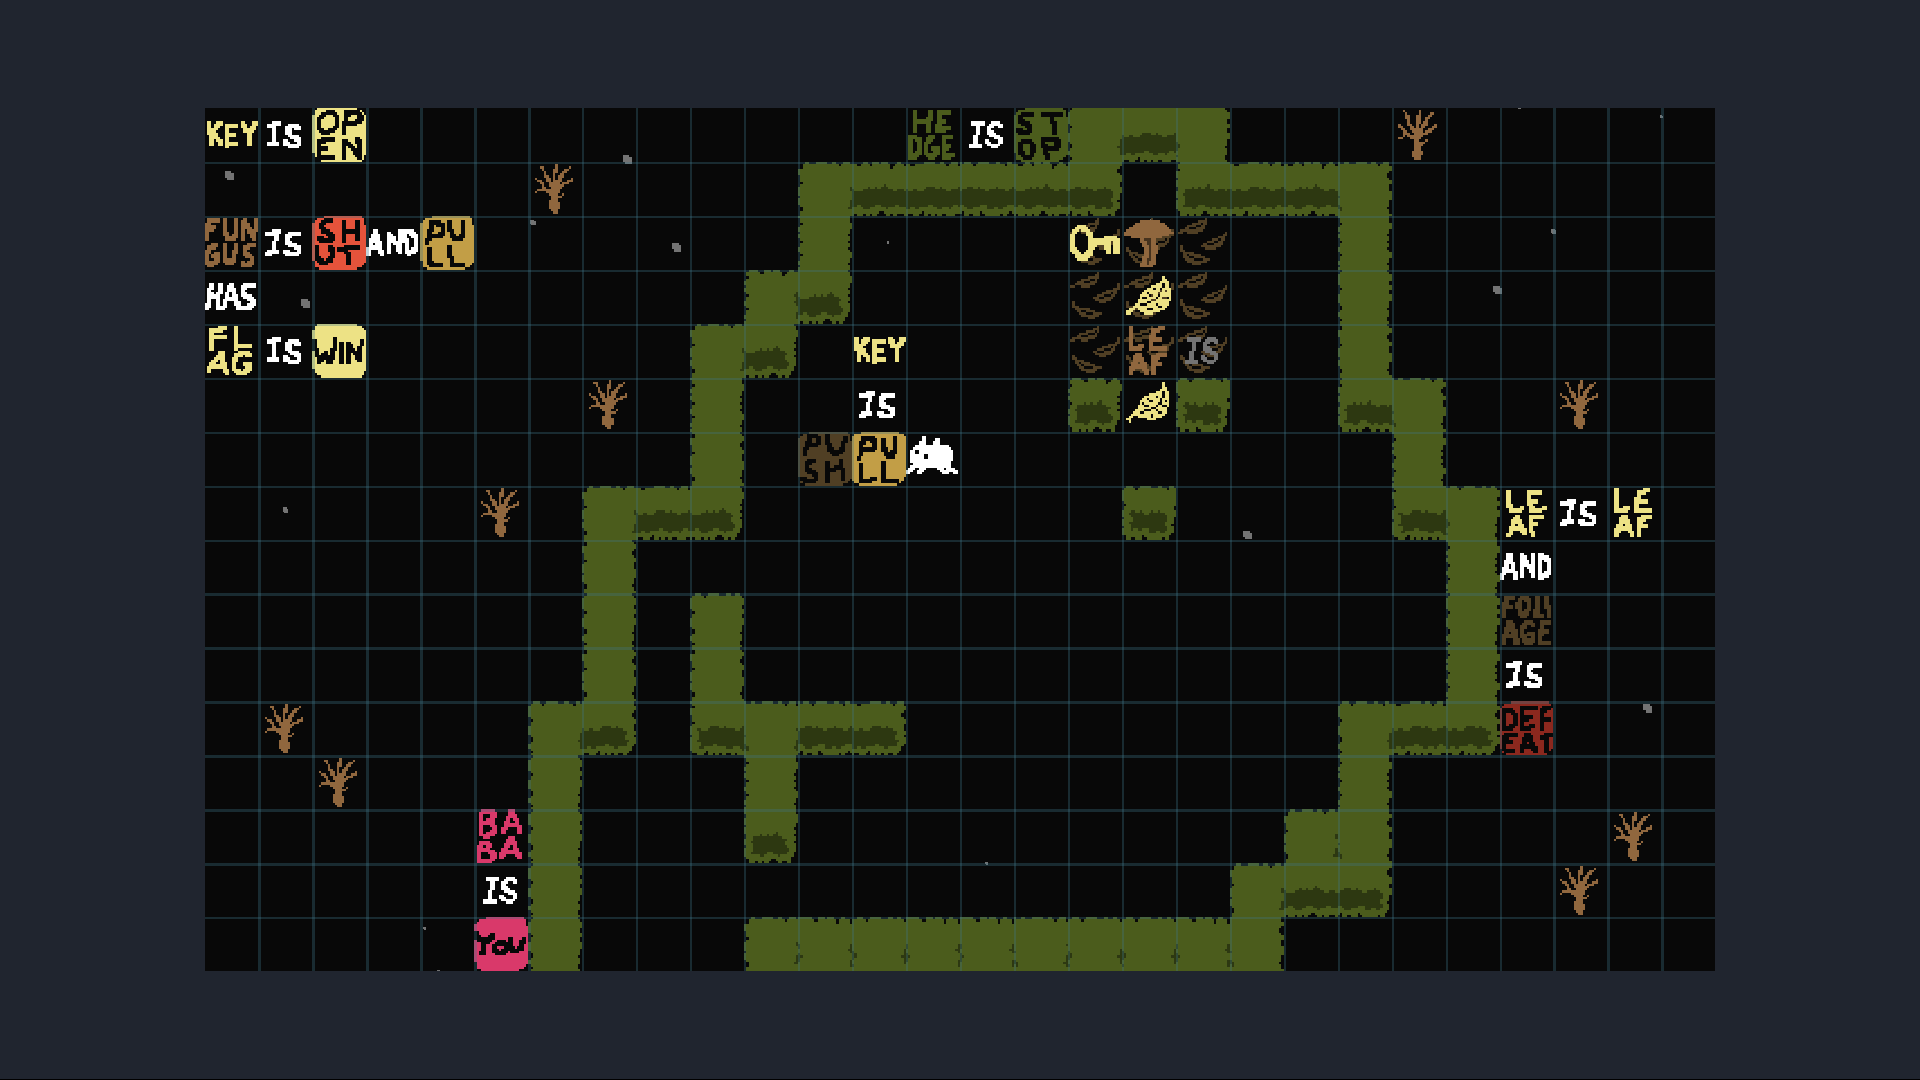 KEY IS OPEN
HEDGE IS STOP
FUNGUS IS SHUT AND PULL
HAS
FLAG IS WIN
KEY
LEAF IS
IS
PUSH PULL
LEAF IS LEAF
AND
FOLIAGE
IS
DEFEAT
BABA
IS
YOU